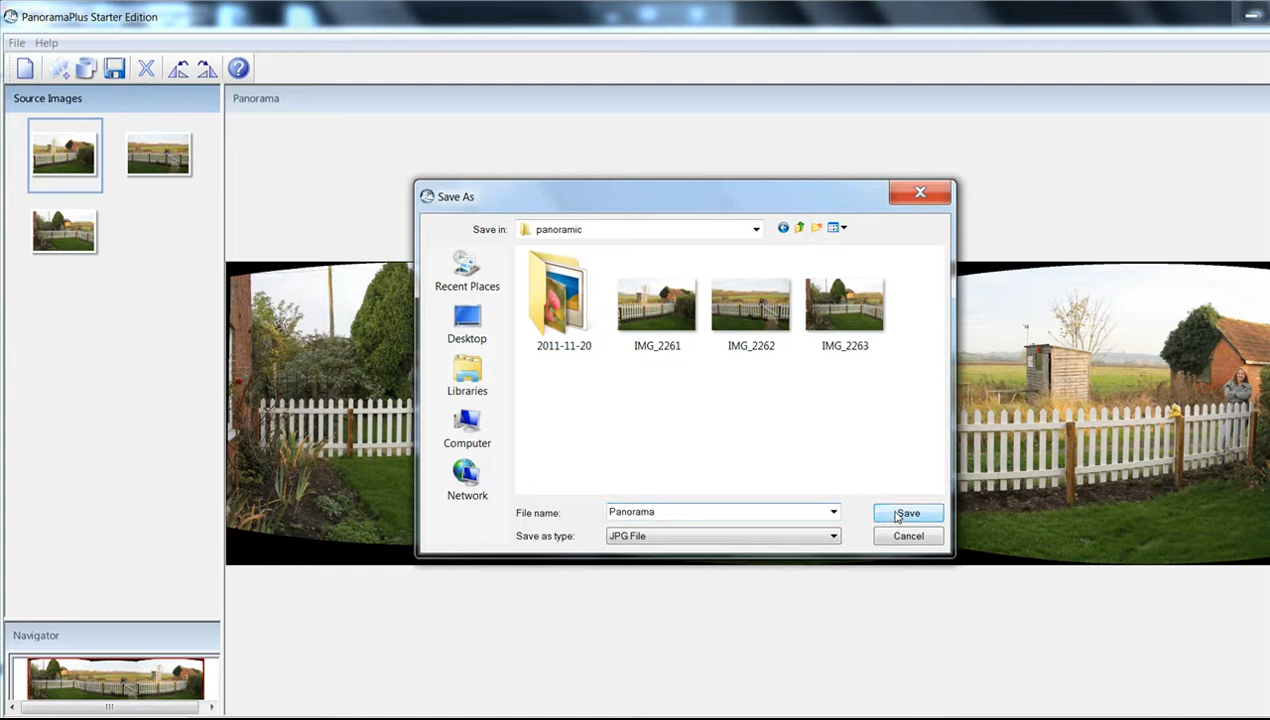 PanoramaPlus Starter Edition
File Help
Source Images
Panorama
Save As
Save in: panoramic
Recent Places
Desktop
Libraries
Computer
Network
2011-11-20
IMG_2261
IMG_2262
IMG_2263
File name: Panorama
Save
Save as type: JPG File
Cancel
Navigator